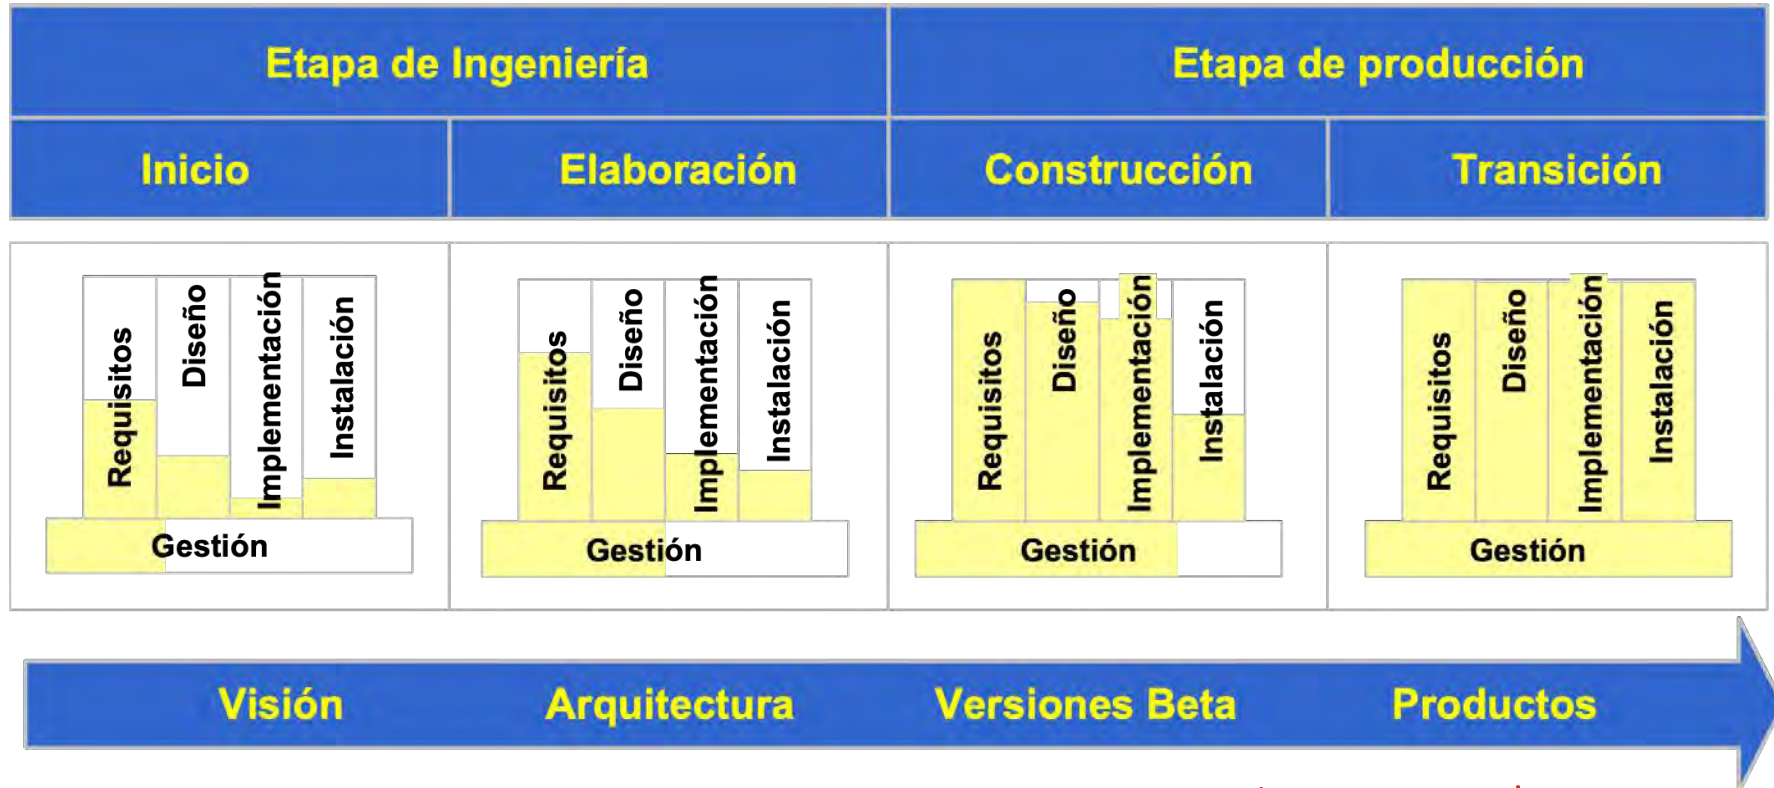 Etapa de Ingeniería
Etapa de producción
Inicio
Elaboración
Construcción
Transición
Requisitos
Diseño
Implementación
Instalación
Gestión
Requisitos
Diseño
Implementación
Instalación
Gestión
Requisitos
Diseño
Implementación
Instalación
Gestión
Requisitos
Diseño
Implementación
Instalación
Gestión
Visión
Arquitectura
Versiones Beta
Productos